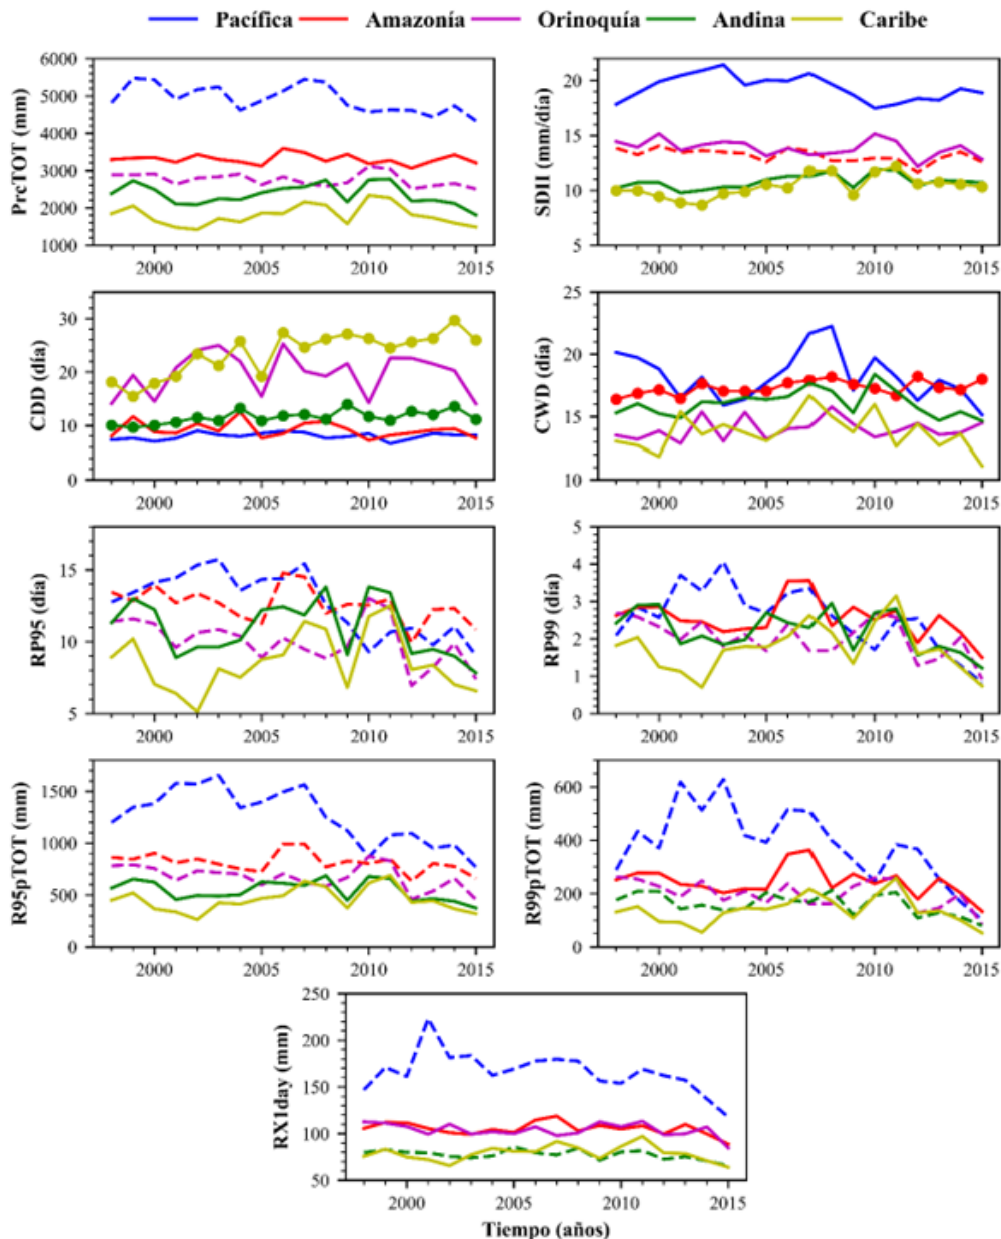 Pacífica Amazonía Orinoquía Andina Caribe
PrcTOT (mm)
6000
5000
4000
3000
2000
1000
2000 2005 2010 2015
SDII (mm/día)
20
15
10
5
2000 2005 2010 2015
CDD (día)
30
20
10
0
2000 2005 2010 2015
CWD (día)
25
20
15
10
2000 2005 2010 2015
RP95 (día)
15
10
5
2000 2005 2010 2015
RP99 (día)
5
4
3
2
1
0
2000 2005 2010 2015
R95pTOT (mm)
1500
1000
500
0
2000 2005 2010 2015
R99pTOT (mm)
600
400
200
0
2000 2005 2010 2015
RX1day (mm)
250
200
150
100
50
2000 2005 2010 2015
Tiempo (años)